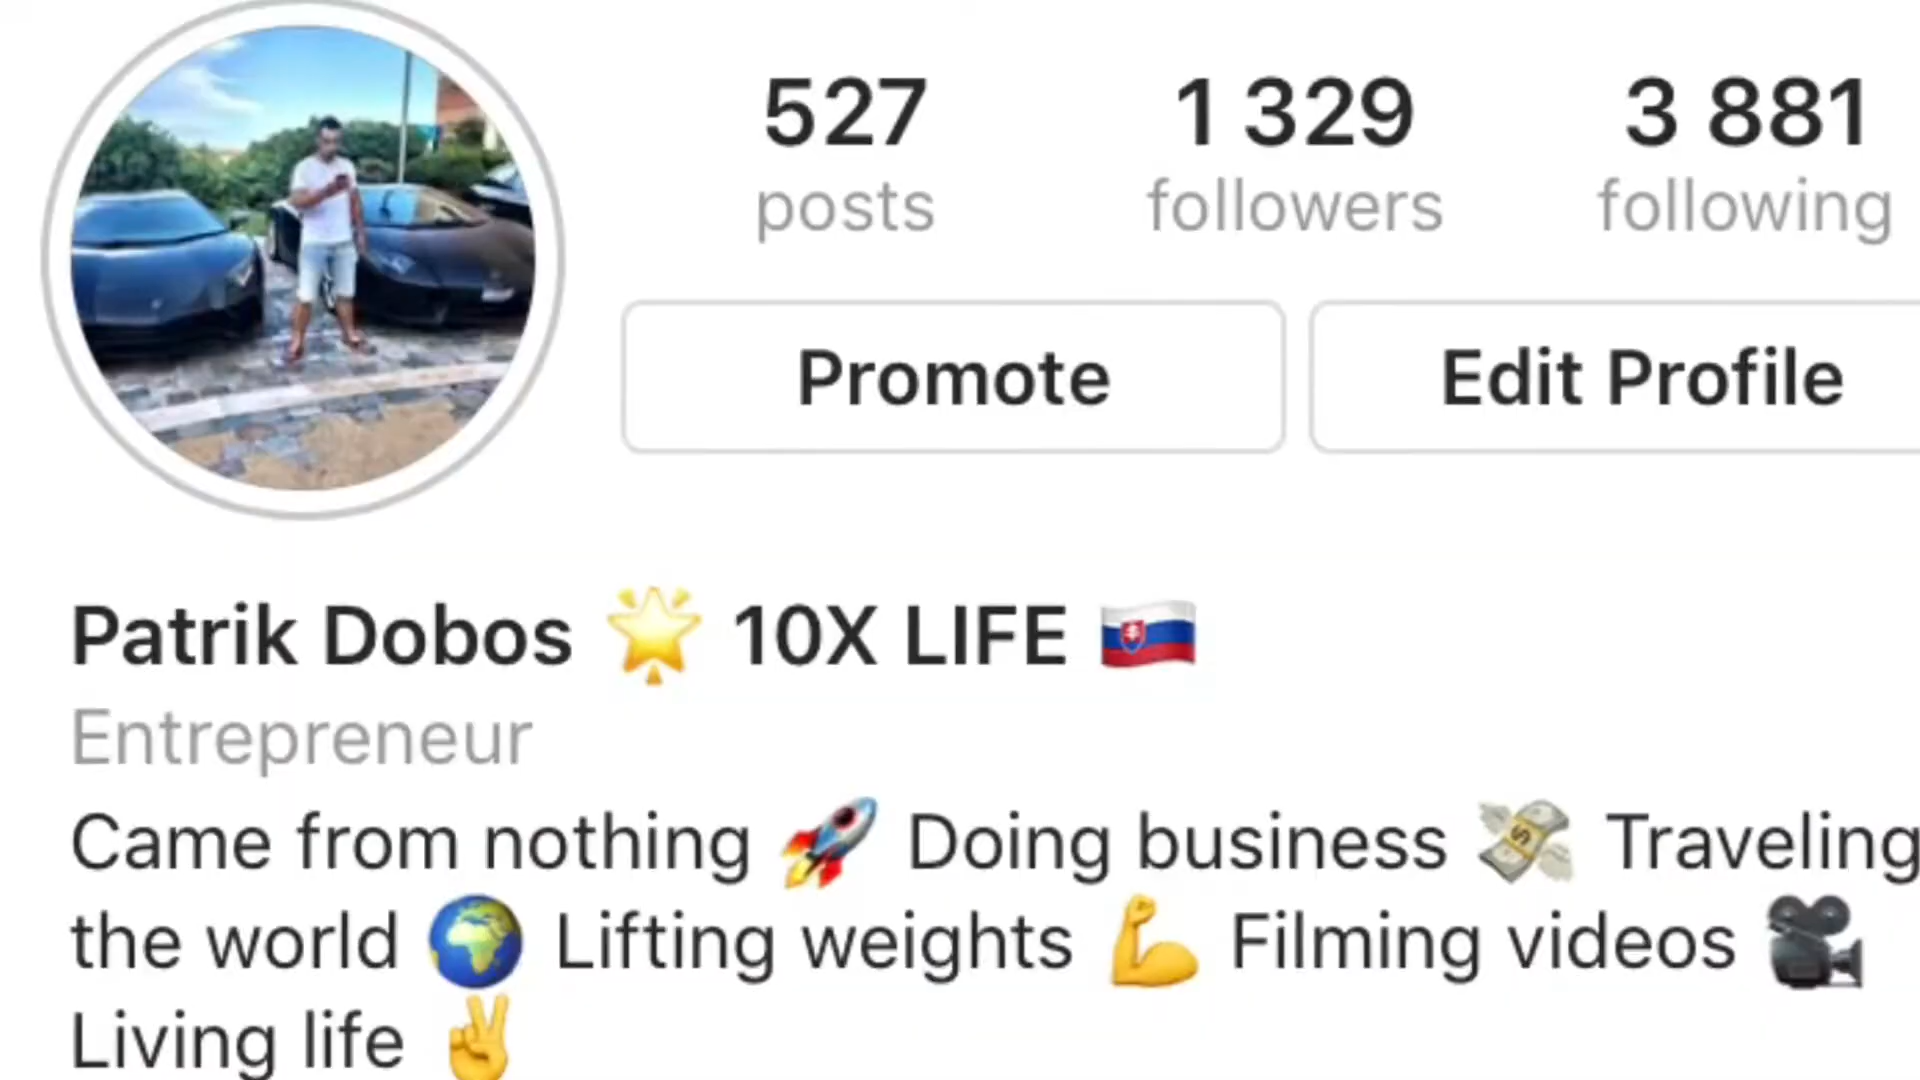 527 1 329 3 881
posts followers following
Promote Edit Profile
Patrik Dobos 🌟 10X LIFE 🇸🇰
Entrepreneur
Came from nothing 🚀 Doing business 💸 Traveling
the world 🌍 Lifting weights 💪 Filming videos 🎥
Living life ✌️